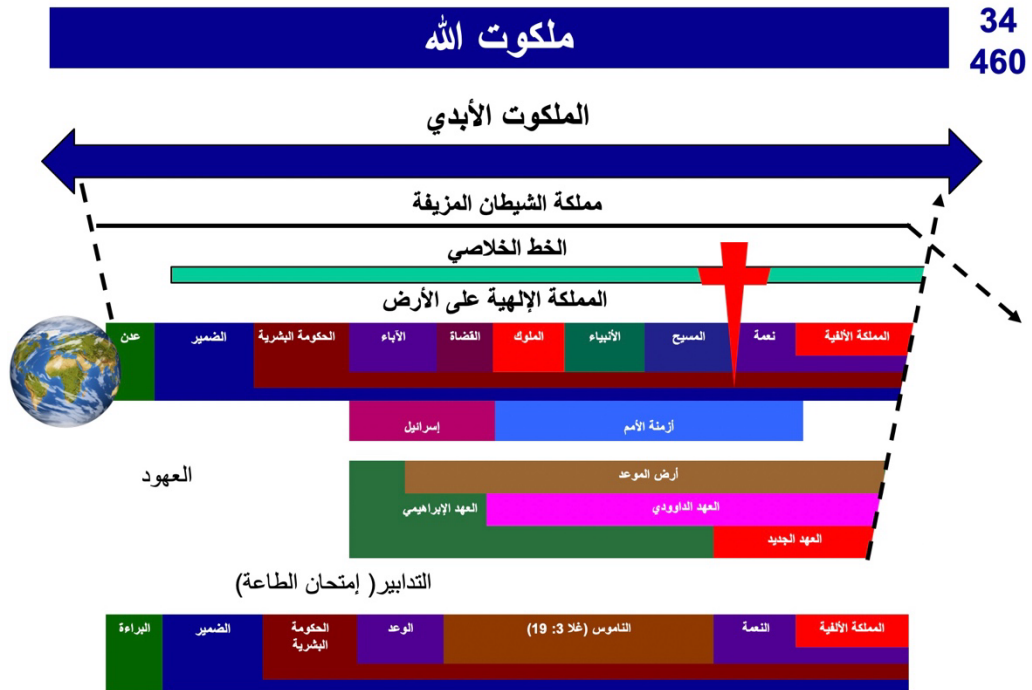 ملكوت الله
34
460
الملكوت الأبدي
مملكة الشيطان المزيفة
الخط الخلاصي
المملكة الإلهية على الأرض
عدن
الضمير
الحكومة البشرية
الآباء
القضاة
الملوك
الأنبياء
المسيح
نعمة
المملكة الألفية
إسرائيل
أزمنة الأمم
العهود
أرض الموعد
العهد الإبراهيمي
العهد الداوودي
العهد الجديد
التدابير( إمتحان الطاعة)
البراءة
الضمير
الحكومة
البشرية
الوعد
الناموس (غلا 3: 19)
النعمة
المملكة الألفية